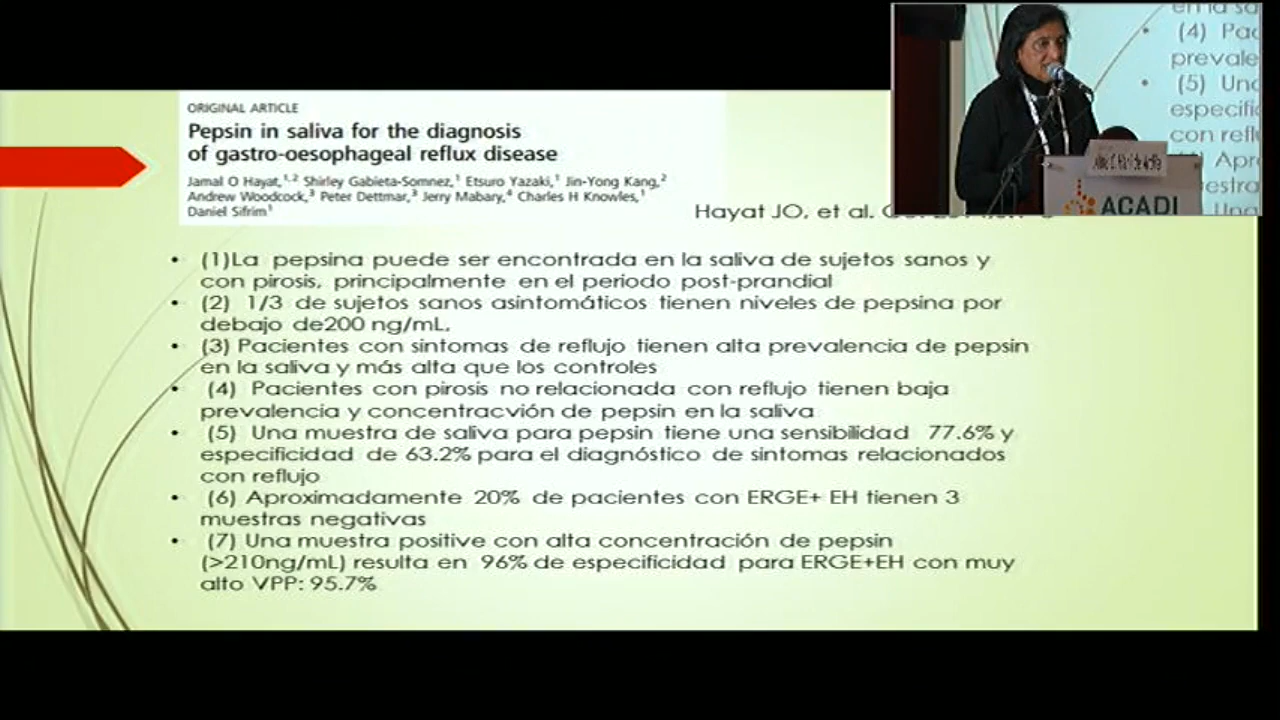 ORIGINAL ARTICLE
Pepsin in saliva for the diagnosis
of gastro-oesophageal reflux disease
Jamal O Hayat,1,2 Shirley Gabieta-Somnez,1 Etsuro Yazaki,1 Jin-Yong Kang,2
Andrew Woodcock,3 Peter Dettmar,3 Jerry Mabary,4 Charles H Knowles,1
Daniel Sifrim1
Hayat JO, et al.
• (1)La pepsina puede ser encontrada en la saliva de sujetos sanos y
con pirosis, principalmente en el periodo post-prandial
• (2) 1/3 de sujetos sanos asintomáticos tienen niveles de pepsina por
debajo de200 ng/mL,
• (3) Pacientes con sintomas de reflujo tienen alta prevalencia de pepsin
en la saliva y más alta que los controles
• (4) Pacientes con pirosis no relacionada con reflujo tienen baja
prevalencia y concentracvión de pepsin en la saliva
• (5) Una muestra de saliva para pepsin tiene una sensibilidad 77.6% y
especificidad de 63.2% para el diagnóstico de sintomas relacionados
con reflujo
• (6) Aproximadamente 20% de pacientes con ERGE+ EH tienen 3
muestras negativas
• (7) Una muestra positive con alta concentración de pepsin
(>210ng/mL) resulta en 96% de especificidad para ERGE+EH con muy
alto VPP: 95.7%
en la sa
• (4) Pac
prevale
• (5) Una
especific
con reflu
Apro
estra
Una
ACADI